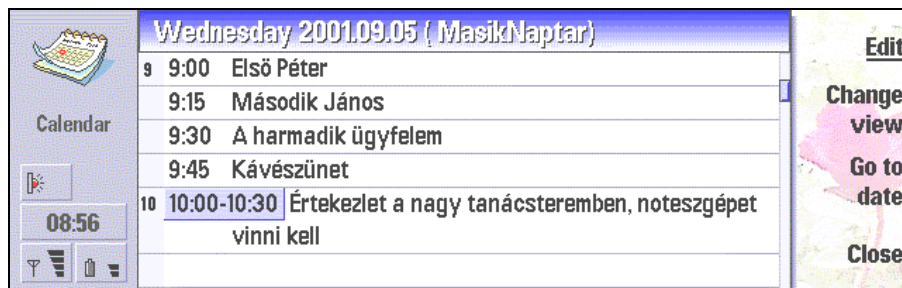 Wednesday 2001.09.05 ( MasikNaptar)
9 9:00 Elsö Péter
9:15 Második János
9:30 A harmadik ügyfelem
9:45 Kávészünet
10 10:00-10:30 Értekezlet a nagy tanácsteremben, noteszgépet
vinni kell
Calendar
08:56
Edit
Change
view
Go to
date
Close